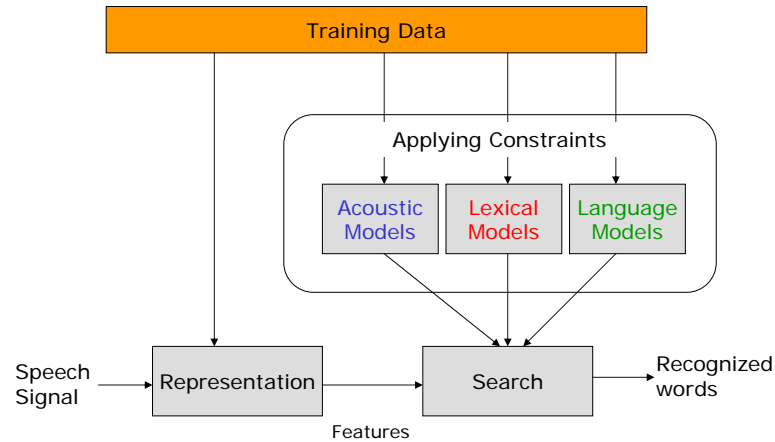 Training Data
Applying Constraints
Acoustic
Models
Lexical
Models
Language
Models
Speech
Signal
Representation
Features
Search
Recognized
words